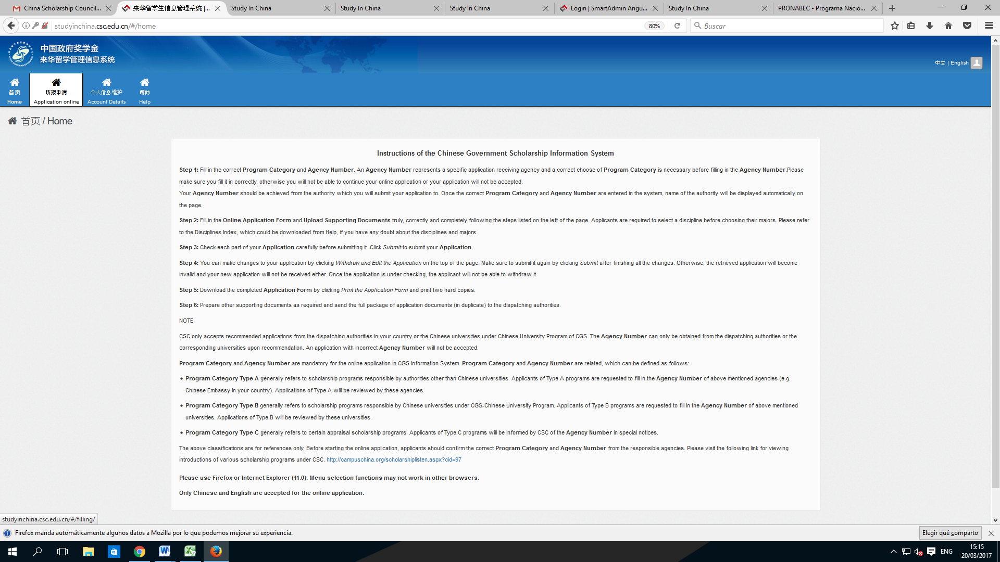 China Scholarship Council...
来华留学生信息管理系统 |...
Study In China
Study In China
Study In China
Login | SmartAdmin Angu...
Study In China
PRONABEC - Programa Nacio...
studyinchina.csc.edu.cn/#/home
80%
Buscar
中国政府奖学金
来华留学管理信息系统
中文 | English
首页
Home
填报申请
Application online
个人信息维护
Account Details
帮助
Help
首页 / Home
Instructions of the Chinese Government Scholarship Information System
Step 1: Fill in the correct Program Category and Agency Number. An Agency Number represents a specific application receiving agency and a correct choose of Program Category is necessary before filling in the Agency Number.Please
make sure you fill it in correctly, otherwise you will not be able to continue your online application or your application will not be accepted.
Your Agency Number should be achieved from the authority which you will submit your application to. Once the correct Program Category and Agency Number are entered in the system, name of the authority will be displayed automatically on
the page.
Step 2: Fill in the Online Application Form and Upload Supporting Documents truly, correctly and completely following the steps listed on the left of the page. Applicants are required to select a discipline before choosing their majors. Please refer
to the Disciplines Index, which could be downloaded from Help, if you have any doubt about the disciplines and majors.
Step 3: Check each part of your Application carefully before submitting it. Click Submit to submit your Application.
Step 4: You can make changes to your application by clicking Withdraw and Edit the Application on the top of the page. Make sure to submit it again by clicking Submit after finishing all the changes. Otherwise, the retrieved application will become
invalid and your new application will not be received either. Once the application is under checking, the applicant will not be able to withdraw it.
Step 5: Download the completed Application Form by clicking Print the Application Form and print two hard copies.
Step 6: Prepare other supporting documents as required and send the full package of application documents (in duplicate) to the dispatching authorities.
NOTE:
CSC only accepts recommended applications from the dispatching authorities in your country or the Chinese universities under Chinese University Program of CGS. The Agency Number can only be obtained from the dispatching authorities or the
corresponding universities upon recommendation. An application with incorrect Agency Number will not be accepted.
Program Category and Agency Number are mandatory for the online application in CGS Information System. Program Category and Agency Number are related, which can be defined as follows:
• Program Category Type A generally refers to scholarship programs responsible by authorities other than Chinese universities. Applicants of Type A programs are requested to fill in the Agency Number of above mentioned agencies (e.g.
Chinese Embassy in your country). Applications of Type A will be reviewed by these agencies.
• Program Category Type B generally refers to scholarship programs responsible by Chinese universities under CGS-Chinese University Program. Applicants of Type B programs are requested to fill in the Agency Number of above mentioned
universities. Applications of Type B will be reviewed by these universities.
• Program Category Type C generally refers to certain appraisal scholarship programs. Applicants of Type C programs will be informed by CSC of the Agency Number in special notices.
The above classifications are for references only. Before starting the online application, applicants should confirm the correct Program Category and Agency Number from the responsible agencies. Please visit the following link for viewing
introductions of various scholarship programs under CSC. http://campuschina.org/scholarshiplisten.aspx?cid=97
Please use Firefox or Internet Explorer (11.0). Menu selection functions may not work in other browsers.
Only Chinese and English are accepted for the online application.
studyinchina.csc.edu.cn/#/filling/
Firefox manda automáticamente algunos datos a Mozilla por lo que podemos mejorar su experiencia.
Elegir qué comparto
ENG
15:15
20/03/2017